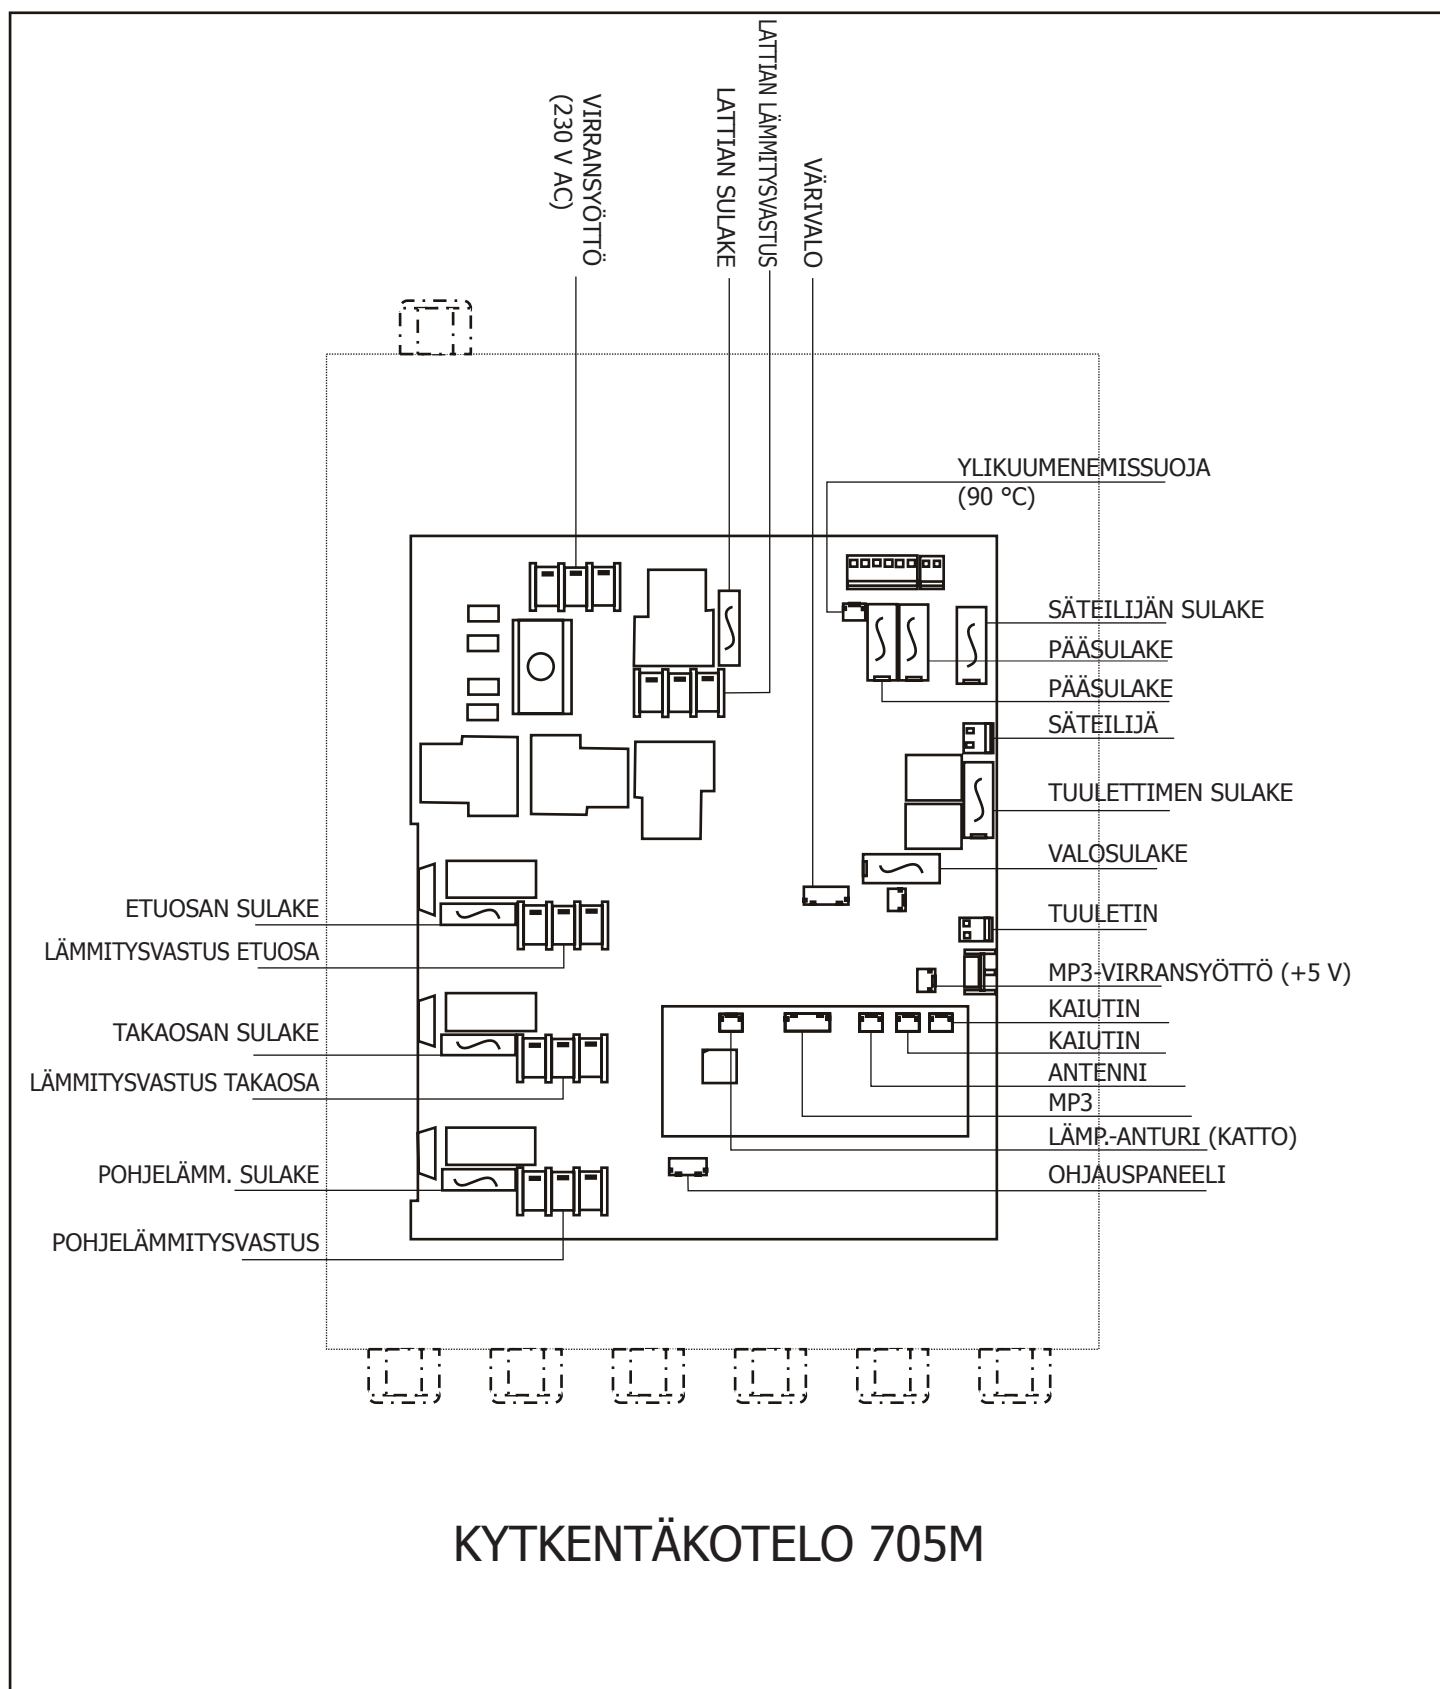 VIRRANSYÖTTÖ
(230 V AC)
LATTIAN SULAKE
LATTIAN LÄMMITYSVASTUS
VÄRIVALO
YLIKUUMENEMISSUOJA
(90 °C)
SÄTEILIJÄN SULAKE
PÄÄSULAKE
PÄÄSULAKE
SÄTEILIJÄ
TUULETTIMEN SULAKE
VALOSULAKE
TUULETIN
MP3-VIRRANSYÖTTÖ (+5 V)
KAIUTIN
KAIUTIN
ANTENNI
MP3
LÄMP.-ANTURI (KATTO)
OHJAUSPANEELI
ETUOSAN SULAKE
LÄMMITYSVASTUS ETUOSA
TAKAOSAN SULAKE
LÄMMITYSVASTUS TAKAOSA
POHJELÄMM. SULAKE
POHJELÄMMITYSVASTUS
KYTKENTÄKOTELO 705M